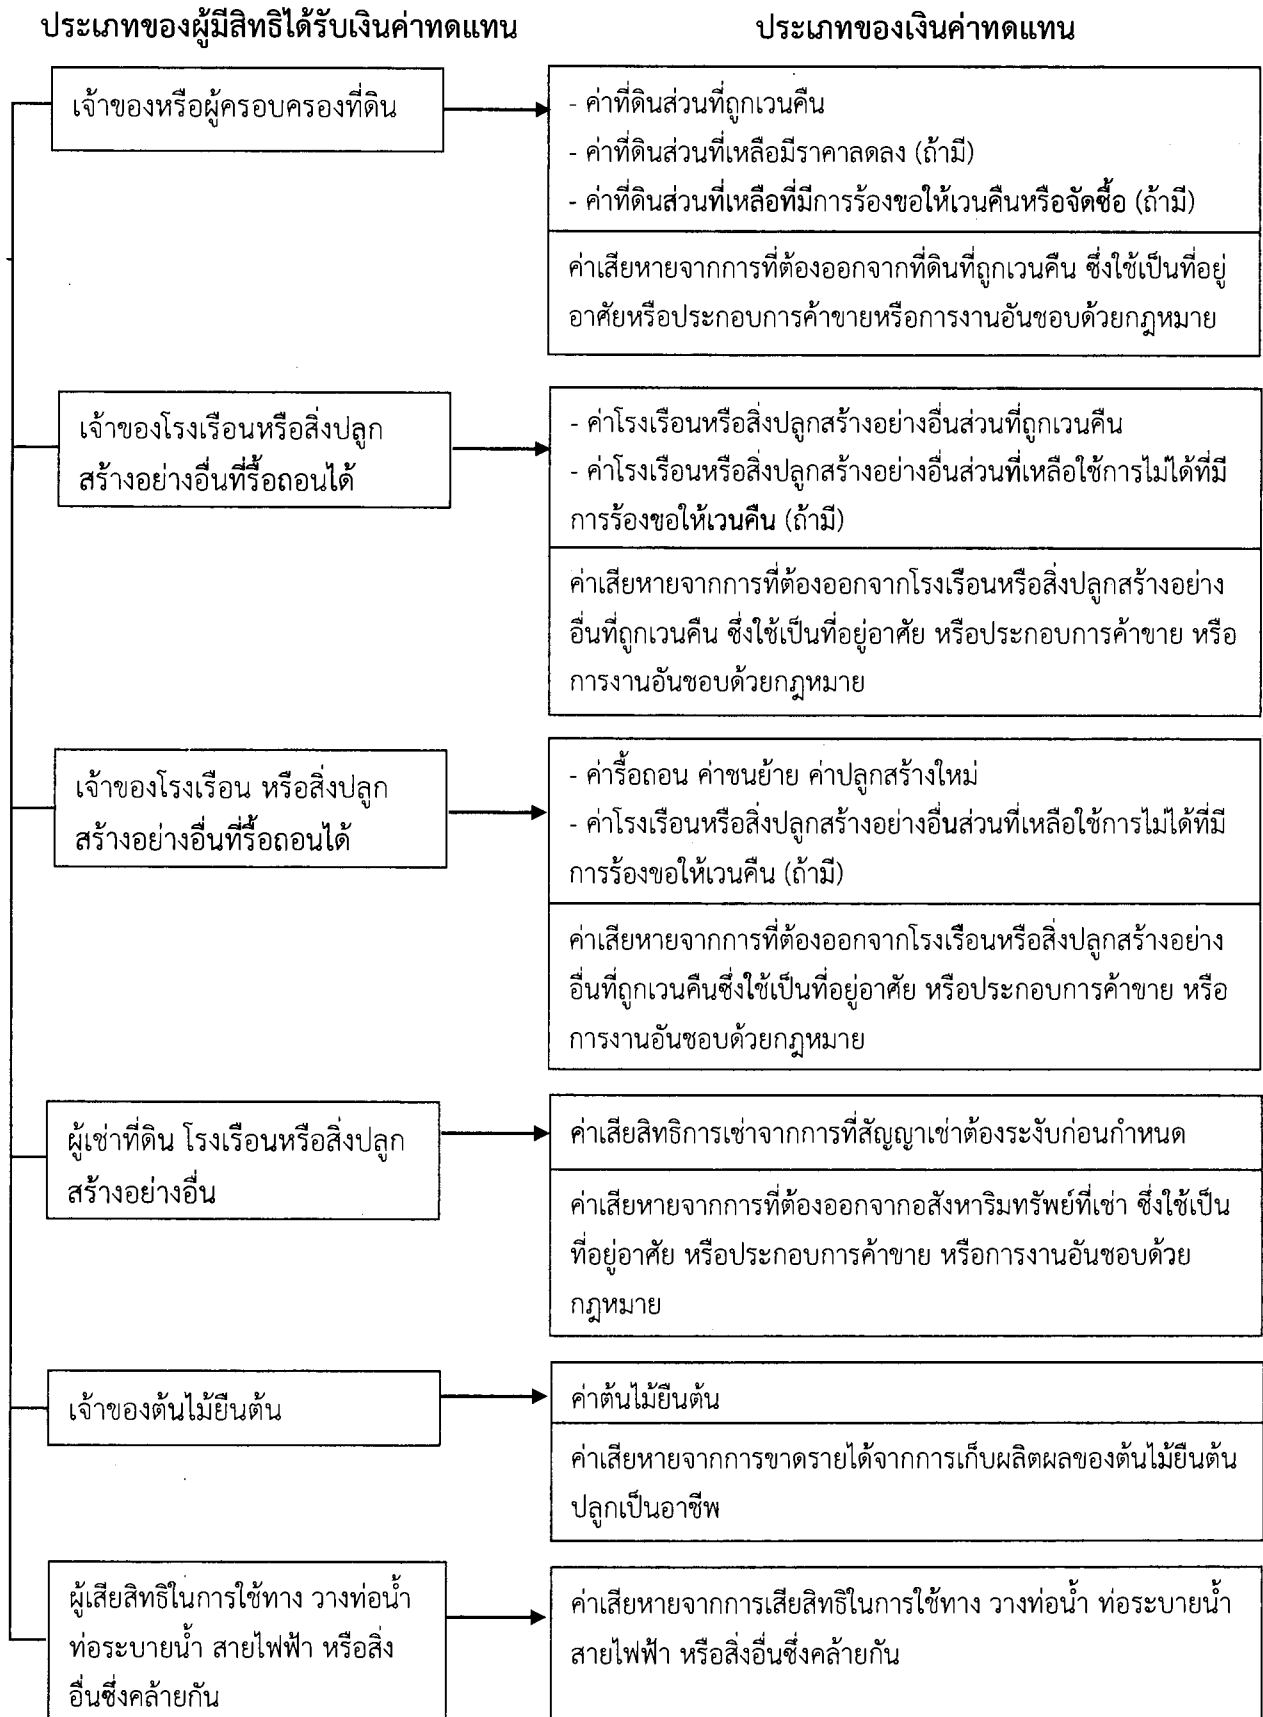 ประเภทของผู้มีสิทธิได้รับเงินค่าทดแทน
ประเภทของเงินค่าทดแทน
เจ้าของหรือผู้ครอบครองที่ดิน
- ค่าที่ดินส่วนที่ถูกเวนคืน
- ค่าที่ดินส่วนที่เหลือมีราคาลดลง (ถ้ามี)
- ค่าที่ดินส่วนที่เหลือที่มีการร้องขอให้เวนคืนหรือจัดซื้อ (ถ้ามี)
ค่าเสียหายจากการที่ต้องออกจากที่ดินที่ถูกเวนคืน ซึ่งใช้เป็นที่อยู่
อาศัยหรือประกอบการค้าขายหรือการงานอันชอบด้วยกฎหมาย
เจ้าของโรงเรือนหรือสิ่งปลูก
สร้างอย่างอื่นที่รื้อถอนได้
- ค่าโรงเรือนหรือสิ่งปลูกสร้างอย่างอื่นส่วนที่ถูกเวนคืน
- ค่าโรงเรือนหรือสิ่งปลูกสร้างอย่างอื่นส่วนที่เหลือใช้การไม่ได้ที่มี
การร้องขอให้เวนคืน (ถ้ามี)
ค่าเสียหายจากการที่ต้องออกจากโรงเรือนหรือสิ่งปลูกสร้างอย่าง
อื่นที่ถูกเวนคืน ซึ่งใช้เป็นที่อยู่อาศัย หรือประกอบการค้าขาย หรือ
การงานอันชอบด้วยกฎหมาย
เจ้าของโรงเรือน หรือสิ่งปลูก
สร้างอย่างอื่นที่รื้อถอนได้
- ค่ารื้อถอน ค่าขนย้าย ค่าปลูกสร้างใหม่
- ค่าโรงเรือนหรือสิ่งปลูกสร้างอย่างอื่นส่วนที่เหลือใช้การไม่ได้ที่มี
การร้องขอให้เวนคืน (ถ้ามี)
ค่าเสียหายจากการที่ต้องออกจากโรงเรือนหรือสิ่งปลูกสร้างอย่าง
อื่นที่ถูกเวนคืนซึ่งใช้เป็นที่อยู่อาศัย หรือประกอบการค้าขาย หรือ
การงานอันชอบด้วยกฎหมาย
ผู้เช่าที่ดิน โรงเรือนหรือสิ่งปลูก
สร้างอย่างอื่น
ค่าเสียสิทธิการเช่าจากการที่สัญญาเช่าต้องระงับก่อนกำหนด
ค่าเสียหายจากการที่ต้องออกจากอสังหาริมทรัพย์ที่เช่า ซึ่งใช้เป็น
ที่อยู่อาศัย หรือประกอบการค้าขาย หรือการงานอันชอบด้วย
กฎหมาย
เจ้าของต้นไม้ยืนต้น
ค่าต้นไม้ยืนต้น
ค่าเสียหายจากการขาดรายได้จากการเก็บผลิตผลของต้นไม้ยืนต้น
ปลูกเป็นอาชีพ
ผู้เสียสิทธิในการใช้ทาง วางท่อน้ำ
ท่อระบายน้ำ สายไฟฟ้า หรือสิ่ง
อื่นซึ่งคล้ายกัน
ค่าเสียหายจากการเสียสิทธิในการใช้ทาง วางท่อน้ำ ท่อระบายน้ำ
สายไฟฟ้า หรือสิ่งอื่นซึ่งคล้ายกัน